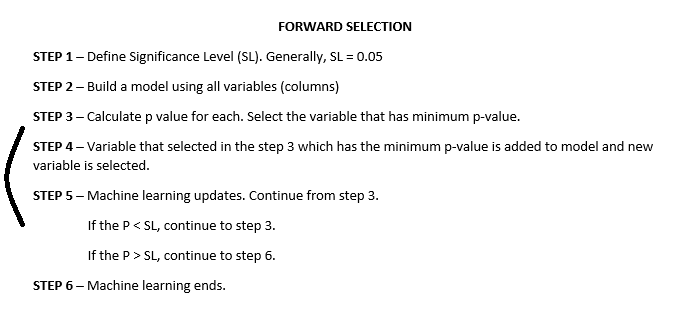 FORWARD SELECTION
STEP 1 – Define Significance Level (SL). Generally, SL = 0.05
STEP 2 – Build a model using all variables (columns)
STEP 3 – Calculate p value for each. Select the variable that has minimum p-value.
STEP 4 – Variable that selected in the step 3 which has the minimum p-value is added to model and new
variable is selected.
STEP 5 – Machine learning updates. Continue from step 3.
If the P < SL, continue to step 3.
If the P > SL, continue to step 6.
STEP 6 – Machine learning ends.